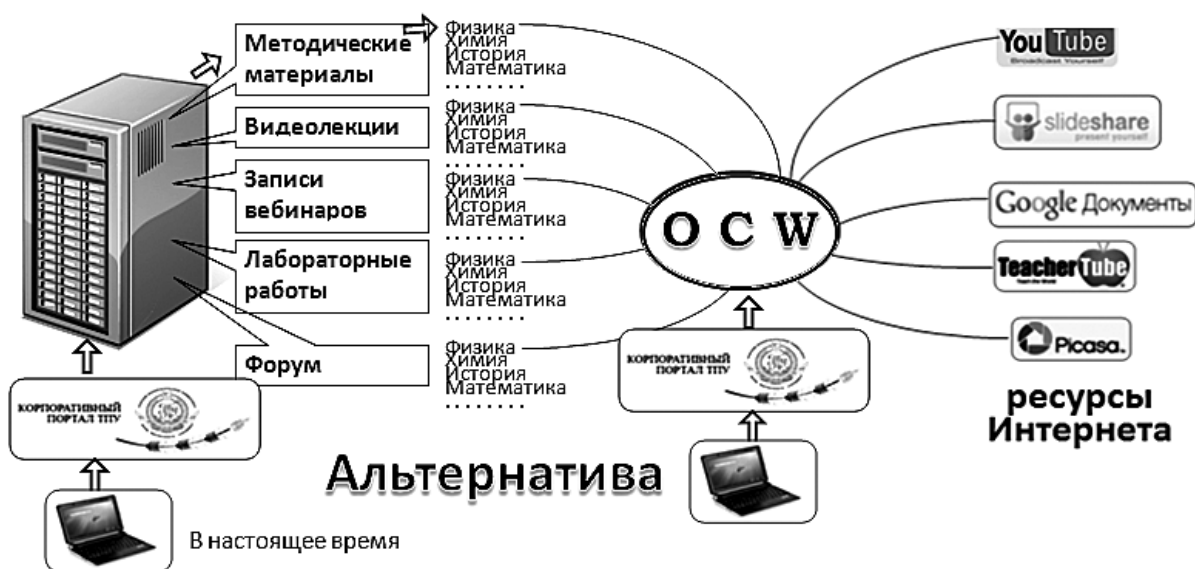 Методические
материалы
Физика
Химия
История
Математика
. . . . . . . .
Видеолекции
Физика
Химия
История
Математика
. . . . . . . .
Записи
вебинаров
Физика
Химия
История
Математика
. . . . . . . .
Лабораторные
работы
Физика
Химия
История
Математика
. . . . . . . .
Форум
Физика
Химия
История
Математика
. . . . . . . .
КОРПОРАТИВНЫЙ
ПОРТАЛ ТПУ
В настоящее время
Альтернатива
O C W
КОРПОРАТИВНЫЙ
ПОРТАЛ ТПУ
YouTube
Broadcast Yourself
slideshare
present yourself
Google Документы
TeacherTube
Picasa
ресурсы
Интернета